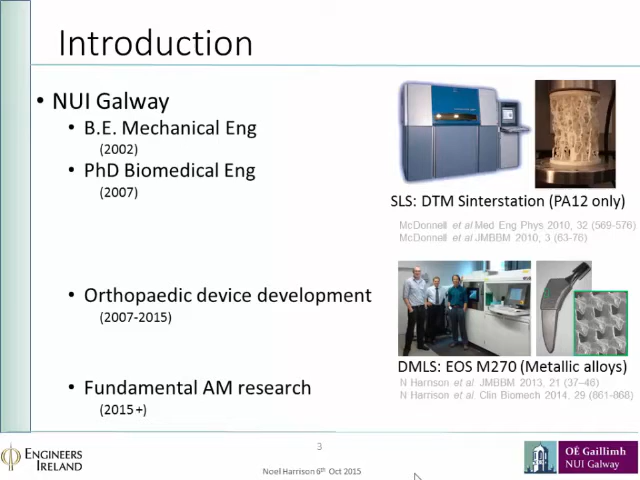 Introduction
• NUI Galway
• B.E. Mechanical Eng
(2002)
• PhD Biomedical Eng
(2007)
• Orthopaedic device development
(2007-2015)
• Fundamental AM research
(2015+)
SLS: DTM Sinterstation (PA12 only)
McDonnell et al Med Eng Phys 2010, 32 (569-576)
McDonnell et al JMBBM 2010, 3 (63-76)
DMLS: EOS M270 (Metallic alloys)
N Harrison et al. JMBBM 2013, 21 (37–46)
N Harrison et al. Clin Biomech 2014, 29 (861-868)
3
ENGINEERS
IRELAND
Noel Harrison 6th Oct 2015
OÉ Gaillimh
NUI Galway